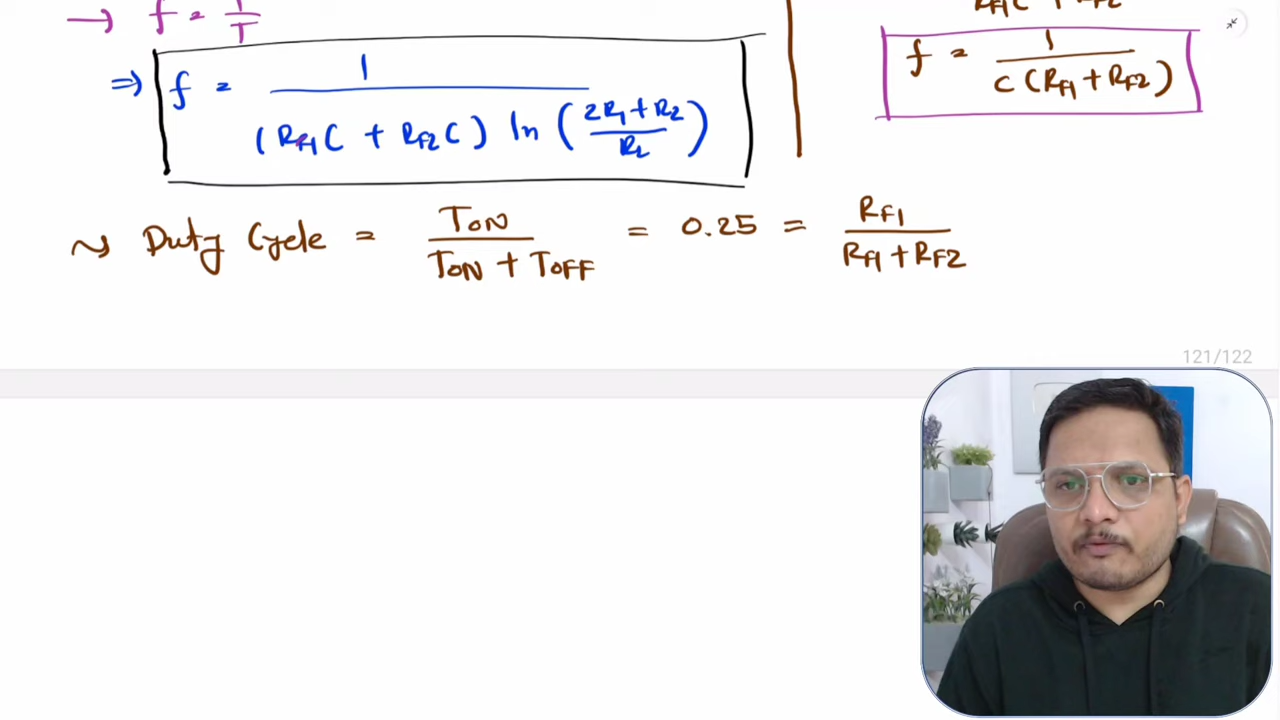 → f = 1/T
⇒ f = 1 / ((RF1C + RF2C) ln ((2R1 + R2) / R2))
f = 1 / (C (RF1 + RF2))
~> Duty Cycle = TON / (TON + TOFF) = 0.25 = RF1 / (RF1 + RF2)
121/122